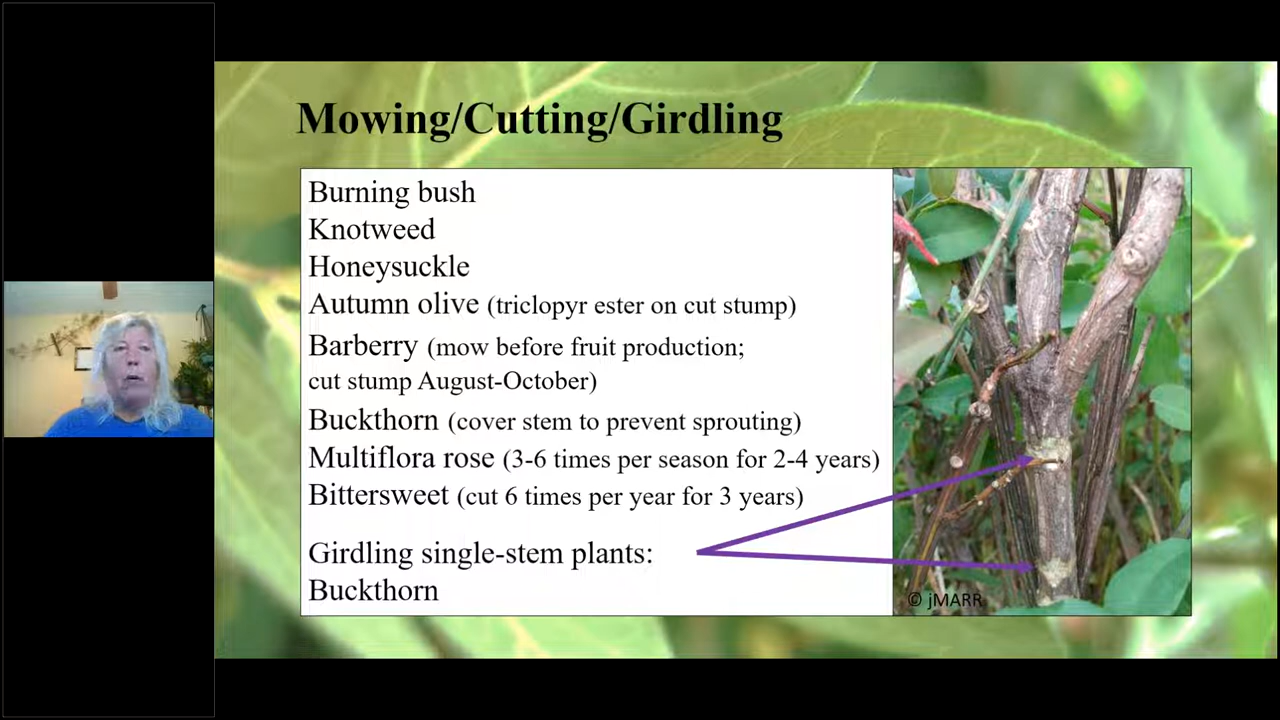 Mowing/Cutting/Girdling
Burning bush
Knotweed
Honeysuckle
Autumn olive (triclopyr ester on cut stump)
Barberry (mow before fruit production;
cut stump August-October)
Buckthorn (cover stem to prevent sprouting)
Multiflora rose (3-6 times per season for 2-4 years)
Bittersweet (cut 6 times per year for 3 years)
Girdling single-stem plants:
Buckthorn
© jMARR